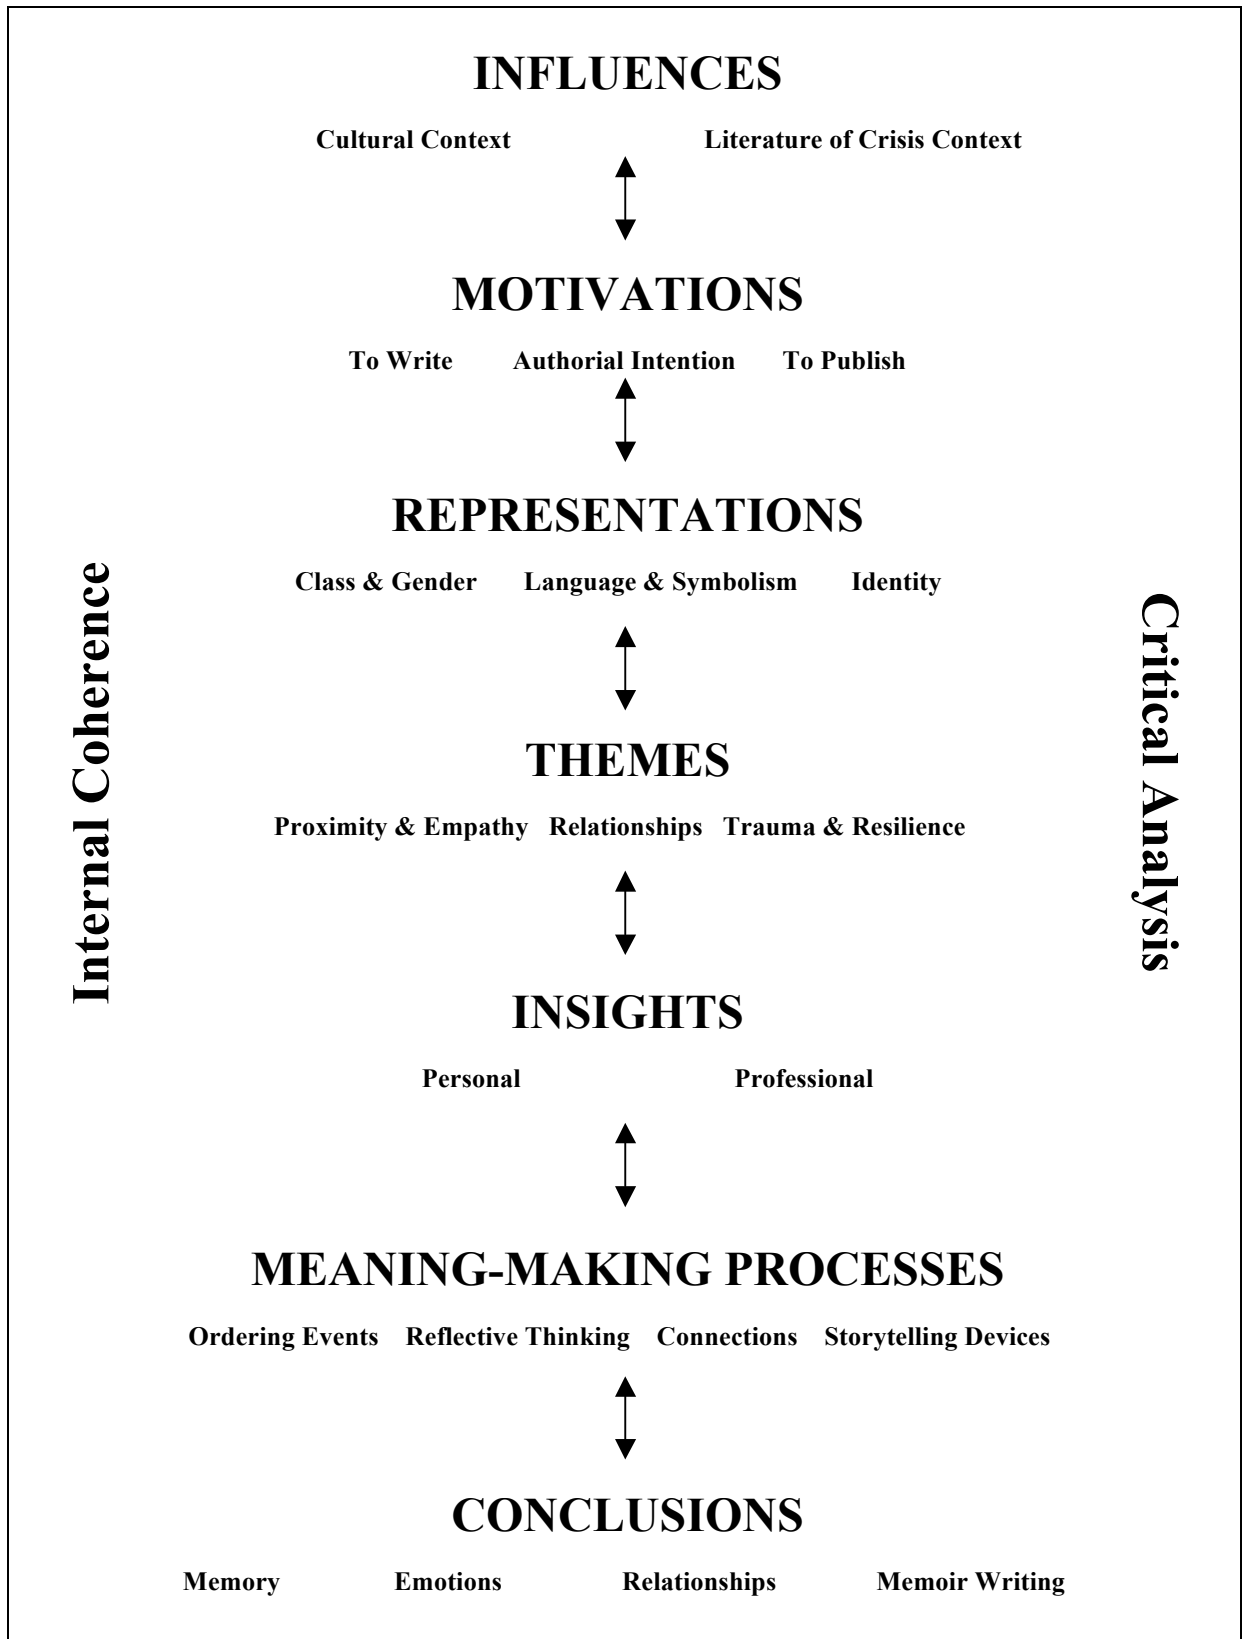 INFLUENCES
Cultural Context Literature of Crisis Context
MOTIVATIONS
To Write Authorial Intention To Publish
REPRESENTATIONS
Class & Gender Language & Symbolism Identity
Internal Coherence
Critical Analysis
THEMES
Proximity & Empathy Relationships Trauma & Resilience
INSIGHTS
Personal Professional
MEANING-MAKING PROCESSES
Ordering Events Reflective Thinking Connections Storytelling Devices
CONCLUSIONS
Memory Emotions Relationships Memoir Writing